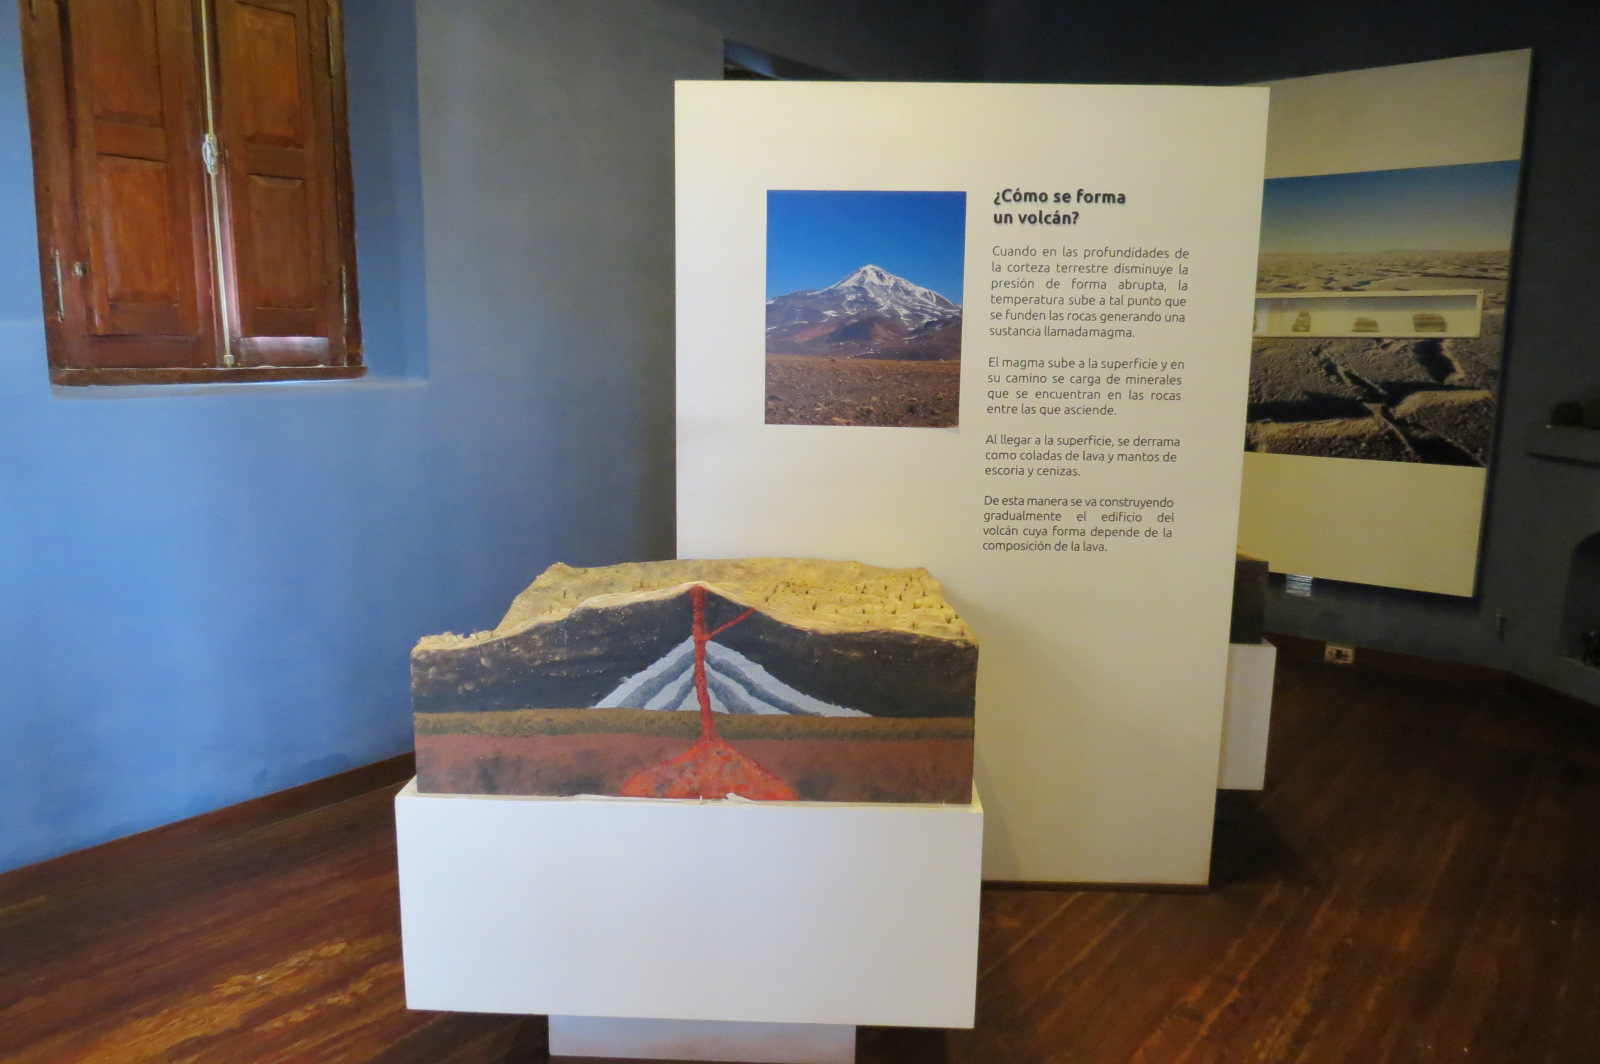 ¿Cómo se forma
un volcán?
Cuando en las profundidades de
la corteza terrestre disminuye la
presión de forma abrupta, la
temperatura sube a tal punto que
se funden las rocas generando una
sustancia llamadamagma.
El magma sube a la superficie y en
su camino se carga de minerales
que se encuentran en las rocas
entre las que asciende.
Al llegar a la superficie, se derrama
como coladas de lava y mantos de
escoria y cenizas.
De esta manera se va construyendo
gradualmente el edificio del
volcán cuya forma depende de la
composición de la lava.